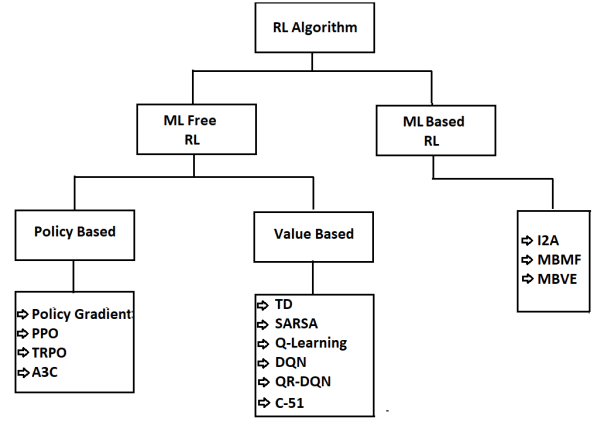 RL Algorithm
ML Free
RL
ML Based
RL
Policy Based
Value Based
I2A
MBMF
MBVE
Policy Gradient
PPO
TRPO
A3C
TD
SARSA
Q-Learning
DQN
QR-DQN
C-51